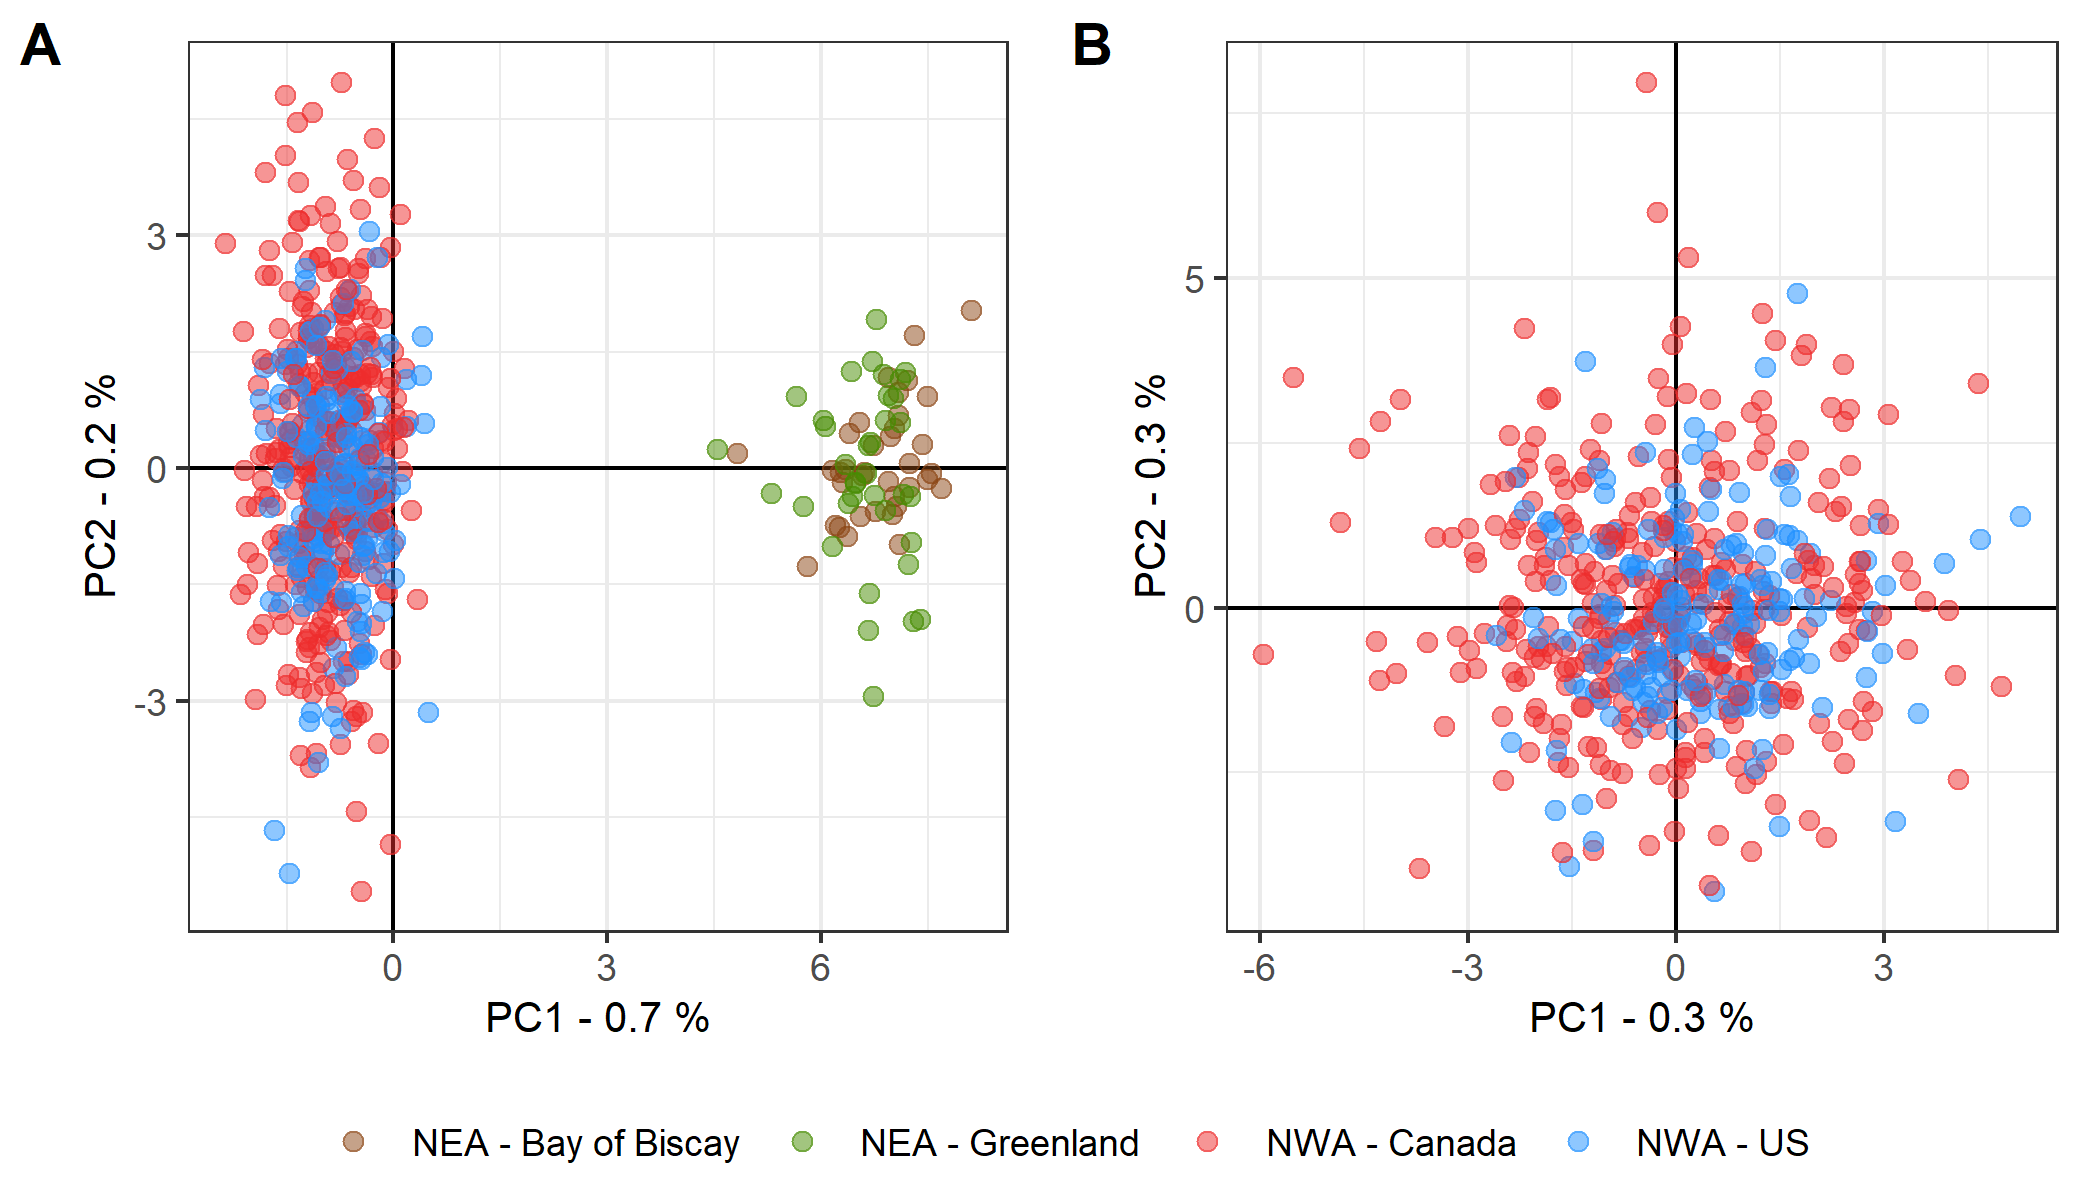 A
B
3
0
-3
PC2 - 0.2 %
0
3
6
PC1 - 0.7 %
5
0
PC2 - 0.3 %
-6
-3
0
3
PC1 - 0.3 %
NEA - Bay of Biscay
NEA - Greenland
NWA - Canada
NWA - US